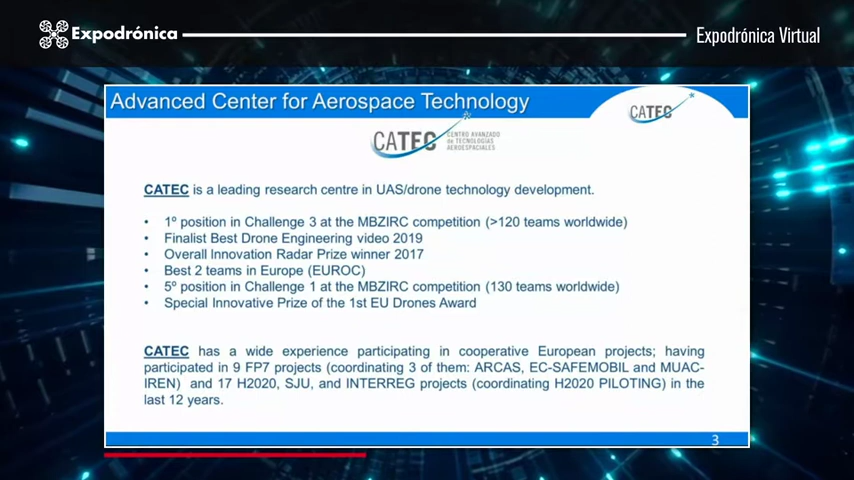 Expodrónica
Expodrónica Virtual
Advanced Center for Aerospace Technology
CATEC
CATEC
CENTRO AVANZADO
de TECNOLOGÍAS
AEROESPACIALES
CATEC is a leading research centre in UAS/drone technology development.
• 1º position in Challenge 3 at the MBZIRC competition (>120 teams worldwide)
• Finalist Best Drone Engineering video 2019
• Overall Innovation Radar Prize winner 2017
• Best 2 teams in Europe (EUROC)
• 5º position in Challenge 1 at the MBZIRC competition (130 teams worldwide)
• Special Innovative Prize of the 1st EU Drones Award
CATEC has a wide experience participating in cooperative European projects; having
participated in 9 FP7 projects (coordinating 3 of them: ARCAS, EC-SAFEMOBIL and MUAC-
IREN) and 17 H2020, SJU, and INTERREG projects (coordinating H2020 PILOTING) in the
last 12 years.
3